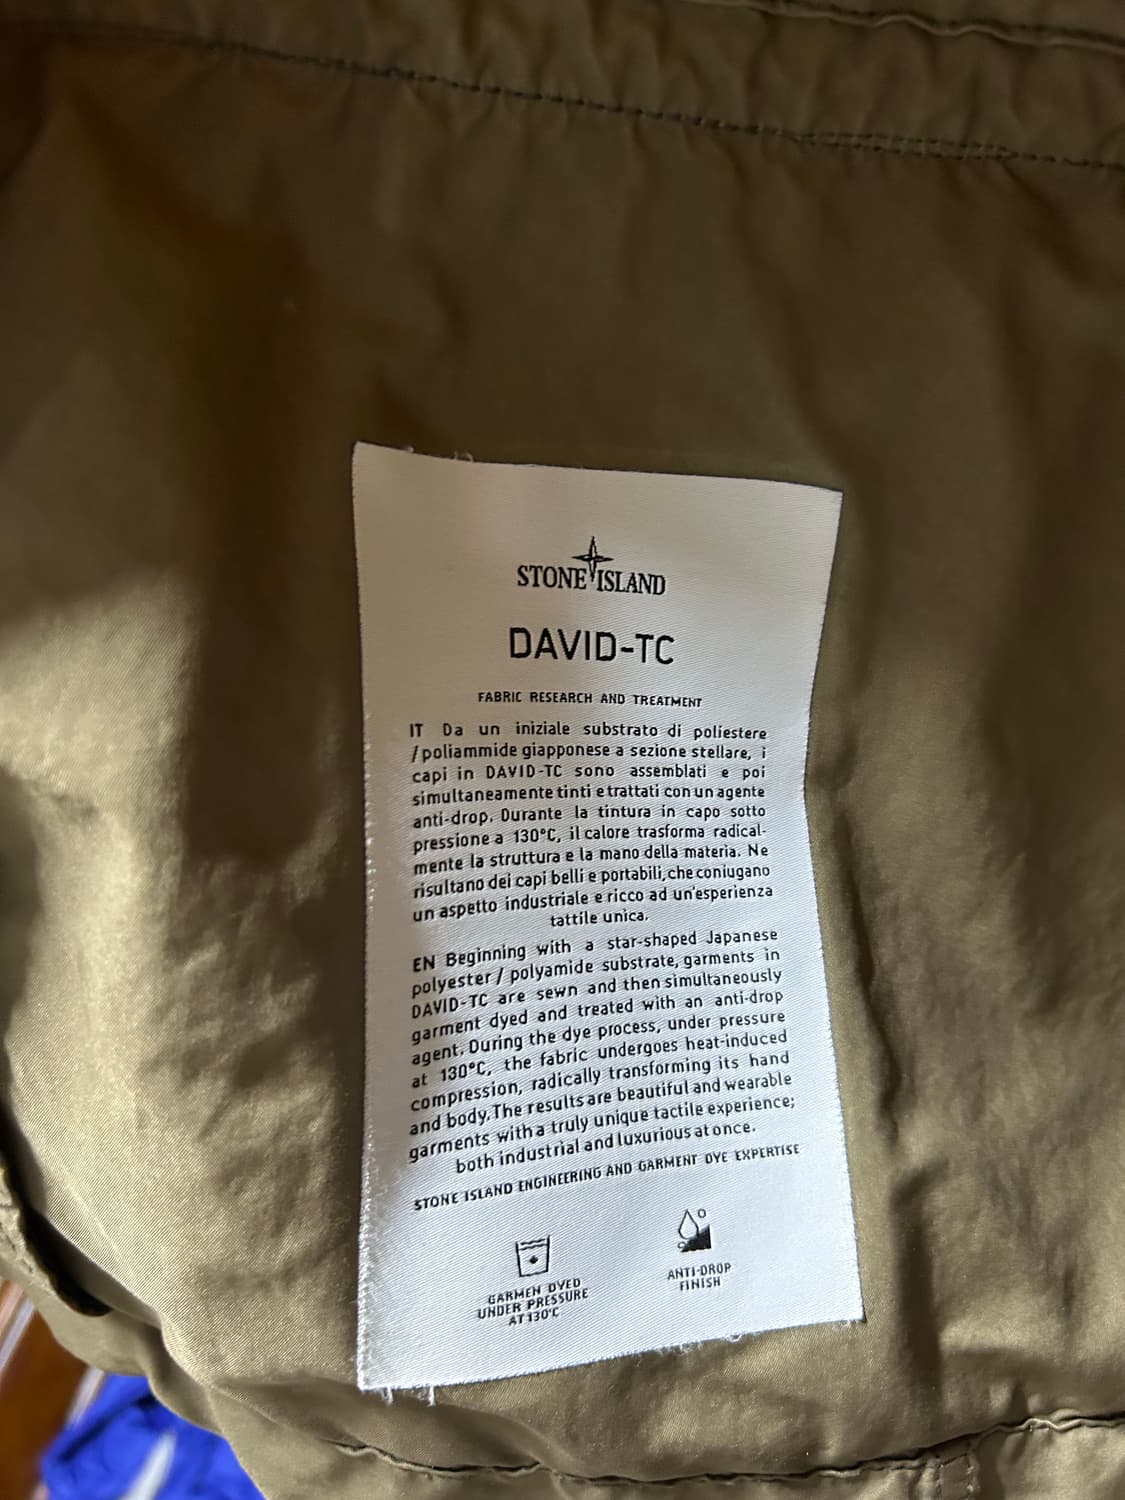 STONE ISLAND
DAVID-TC
FABRIC RESEARCH AND TREATMENT
IT Da un iniziale substrato di poliestere
/poliammide giapponese a sezione stellare, i
capi in DAVID-TC sono assemblati e poi
simultaneamente tinti e trattati con un agente
anti-drop. Durante la tintura in capo sotto
pressione a 130°C, il calore trasforma radical-
mente la struttura e la mano della materia. Ne
risultano dei capi belli e portabili, che coniugano
un aspetto industriale e ricco ad un'esperienza
tattile unica.
EN Beginning with a star-shaped Japanese
polyester / polyamide substrate, garments in
DAVID-TC are sewn and then simultaneously
garment dyed and treated with an anti-drop
agent. During the dye process, under pressure
at 130°C, the fabric undergoes heat-induced
compression, radically transforming its hand
and body. The results are beautiful and wearable
garments with a truly unique tactile experience;
both industrial and luxurious at once.
STONE ISLAND ENGINEERING AND GARMENT DYE EXPERTISE
GARMEN DYED
UNDER PRESSURE
AT 130°C
ANTI-DROP
FINISH